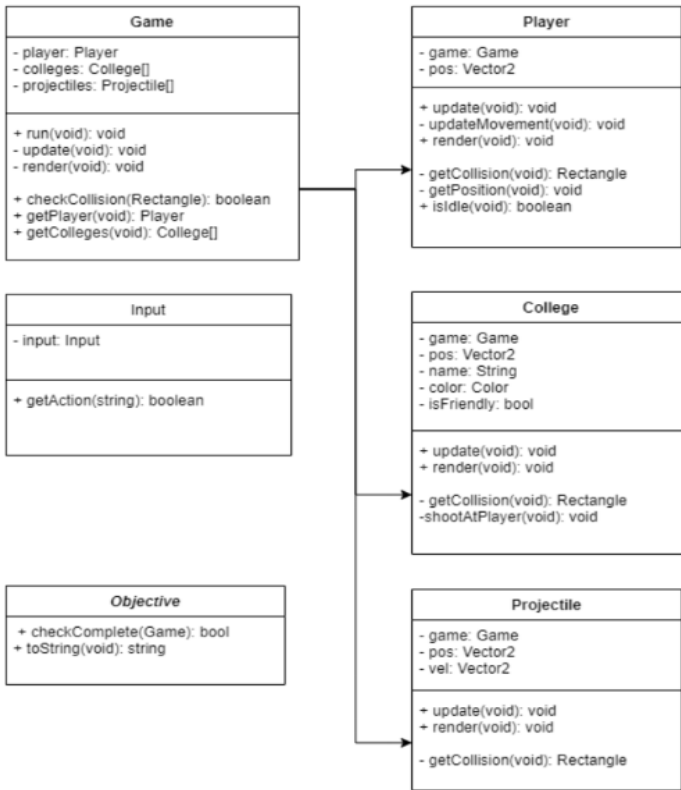 Game
- player: Player
- colleges: College[]
- projectiles: Projectile[]
+ run(void): void
- update(void): void
- render(void): void
+ checkCollision(Rectangle): boolean
+ getPlayer(void): Player
+ getColleges(void): College[]
Input
- input: Input
+ getAction(string): boolean
Objective
+ checkComplete(Game): bool
+ toString(void): string
Player
- game: Game
- pos: Vector2
+ update(void): void
- updateMovement(void): void
+ render(void): void
- getCollision(void): Rectangle
- getPosition(void): void
+ isIdle(void): boolean
College
- game: Game
- pos: Vector2
- name: String
- color: Color
- isFriendly: bool
+ update(void): void
+ render(void): void
- getCollision(void): Rectangle
-shootAtPlayer(void): void
Projectile
- game: Game
- pos: Vector2
- vel: Vector2
+ update(void): void
+ render(void): void
- getCollision(void): Rectangle